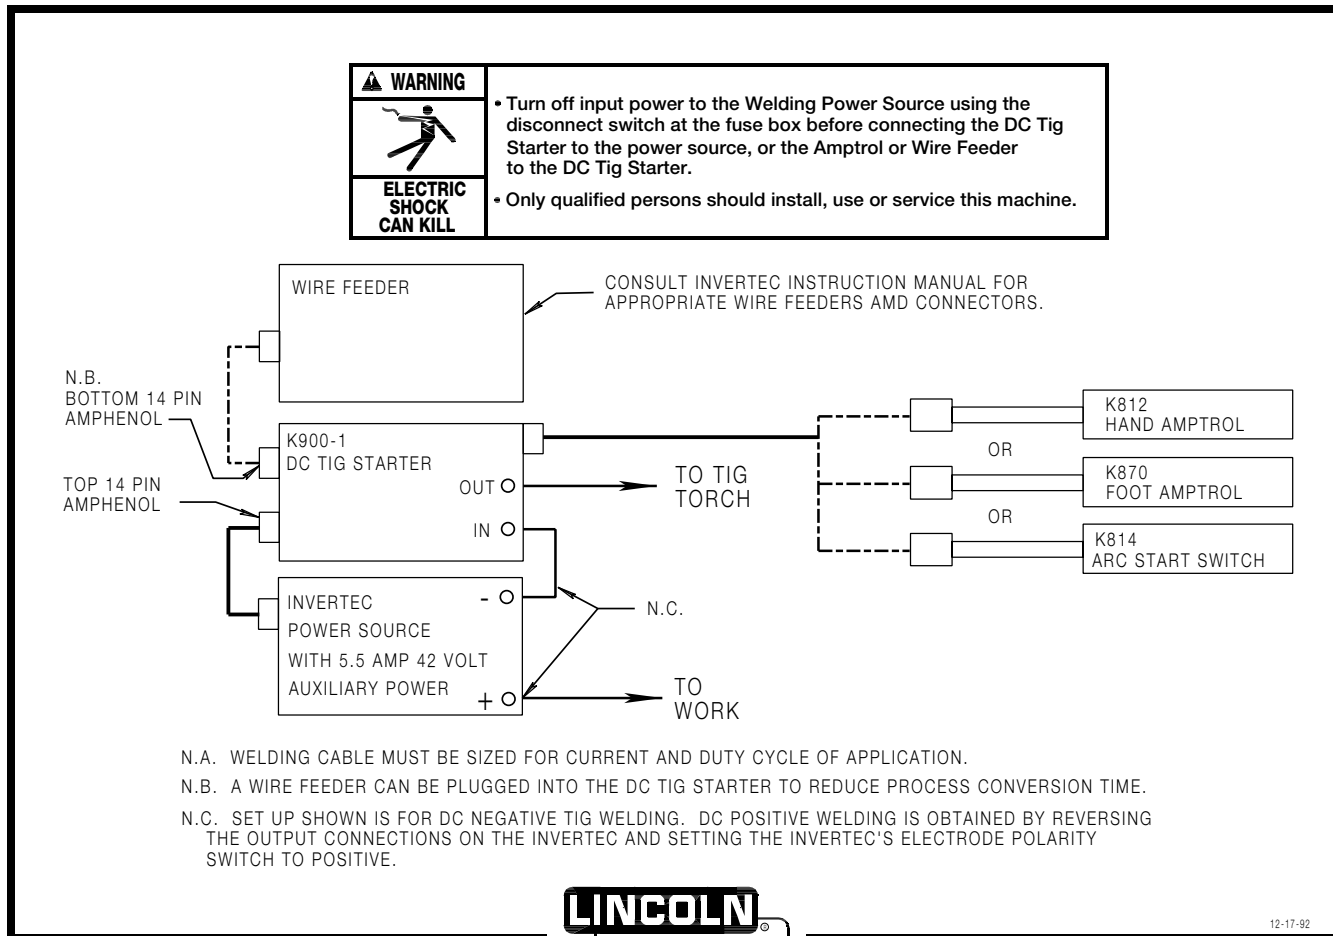 WARNING
ELECTRIC
SHOCK
CAN KILL
• Turn off input power to the Welding Power Source using the
disconnect switch at the fuse box before connecting the DC Tig
Starter to the power source, or the Amptrol or Wire Feeder
to the DC Tig Starter.
• Only qualified persons should install, use or service this machine.
WIRE FEEDER
CONSULT INVERTEC INSTRUCTION MANUAL FOR
APPROPRIATE WIRE FEEDERS AMD CONNECTORS.
N.B.
BOTTOM 14 PIN
AMPHENOL
TOP 14 PIN
AMPHENOL
K900-1
DC TIG STARTER
OUT
IN
TO TIG
TORCH
K812
HAND AMPTROL
OR
K870
FOOT AMPTROL
OR
K814
ARC START SWITCH
INVERTEC
POWER SOURCE
WITH 5.5 AMP 42 VOLT
AUXILIARY POWER
-
+
N.C.
TO
WORK
N.A. WELDING CABLE MUST BE SIZED FOR CURRENT AND DUTY CYCLE OF APPLICATION.
N.B. A WIRE FEEDER CAN BE PLUGGED INTO THE DC TIG STARTER TO REDUCE PROCESS CONVERSION TIME.
N.C. SET UP SHOWN IS FOR DC NEGATIVE TIG WELDING. DC POSITIVE WELDING IS OBTAINED BY REVERSING
THE OUTPUT CONNECTIONS ON THE INVERTEC AND SETTING THE INVERTEC'S ELECTRODE POLARITY
SWITCH TO POSITIVE.
LINCOLN
®
12-17-92